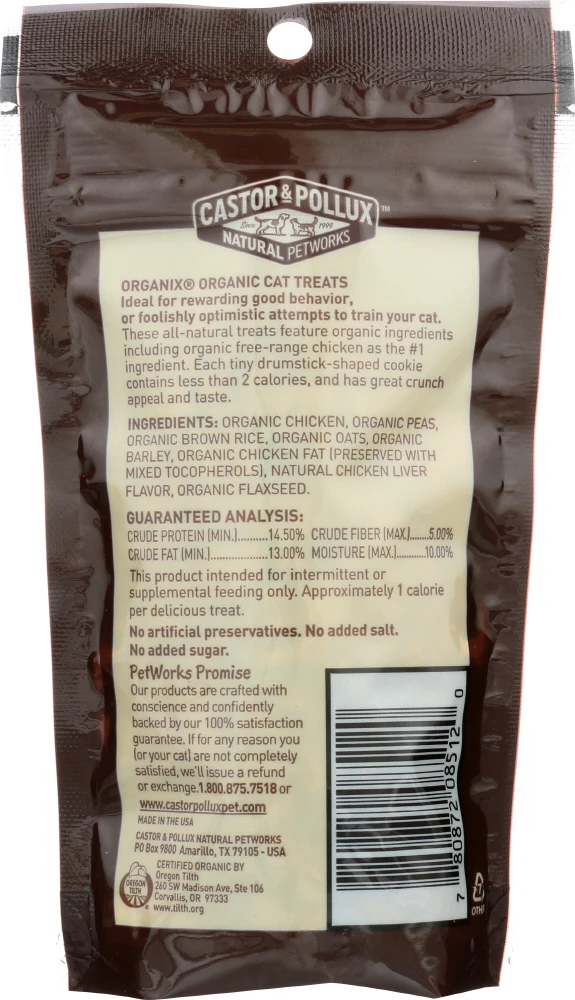 CASTOR & POLLUX™
Since 1999
NATURAL PETWORKS
ORGANIX® ORGANIC CAT TREATS
Ideal for rewarding good behavior,
or foolishly optimistic attempts to train your cat.
These all-natural treats feature organic ingredients
including organic free-range chicken as the #1
ingredient. Each tiny drumstick-shaped cookie
contains less than 2 calories, and has great crunch
appeal and taste.
INGREDIENTS: ORGANIC CHICKEN, ORGANIC PEAS,
ORGANIC BROWN RICE, ORGANIC OATS, ORGANIC
BARLEY, ORGANIC CHICKEN FAT (PRESERVED WITH
MIXED TOCOPHEROLS), NATURAL CHICKEN LIVER
FLAVOR, ORGANIC FLAXSEED.
GUARANTEED ANALYSIS:
CRUDE PROTEIN (MIN.)..........14.50% CRUDE FIBER (MAX.)........5.00%
CRUDE FAT (MIN.)...................13.00% MOISTURE (MAX.)...........10.00%
This product intended for intermittent or
supplemental feeding only. Approximately 1 calorie
per delicious treat.
No artificial preservatives. No added salt.
No added sugar.
PetWorks Promise
Our products are crafted with
conscience and confidently
backed by our 100% satisfaction
guarantee. If for any reason you
(or your cat) are not completely
satisfied, we'll issue a refund
or exchange.1.800.875.7518 or
www.castorpolluxpet.com
MADE IN THE USA
CASTOR & POLLUX NATURAL PETWORKS
PO Box 9800 Amarillo, TX 79105 - USA
CERTIFIED ORGANIC BY
Oregon Tilth
260 SW Madison Ave, Ste 106
Corvallis, OR 97333
www.tilth.org
OREGON
TILTH
7 80872 08512 0
7
OTHER